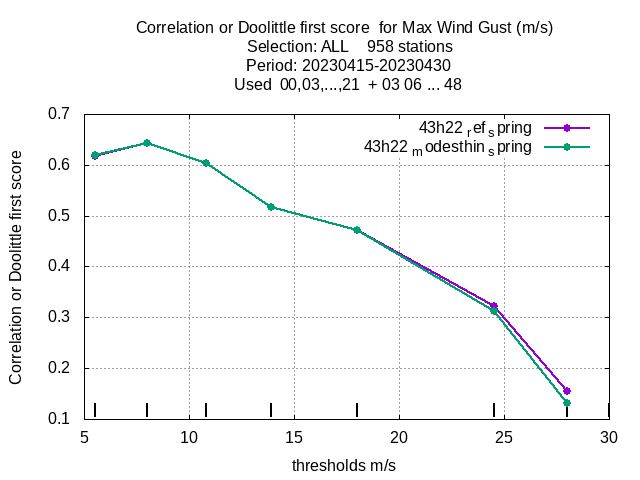 Correlation or Doolittle first score  for Max Wind Gust (m/s)
Selection: ALL    958 stations
Period: 20230415-20230430
Used  00,03,...,21  + 03 06 ... 48
43h22 ref spring
43h22 modesthin spring
Correlation or Doolittle first score
0.7
0.6
0.5
0.4
0.3
0.2
0.1
5 10 15 20 25 30
thresholds m/s